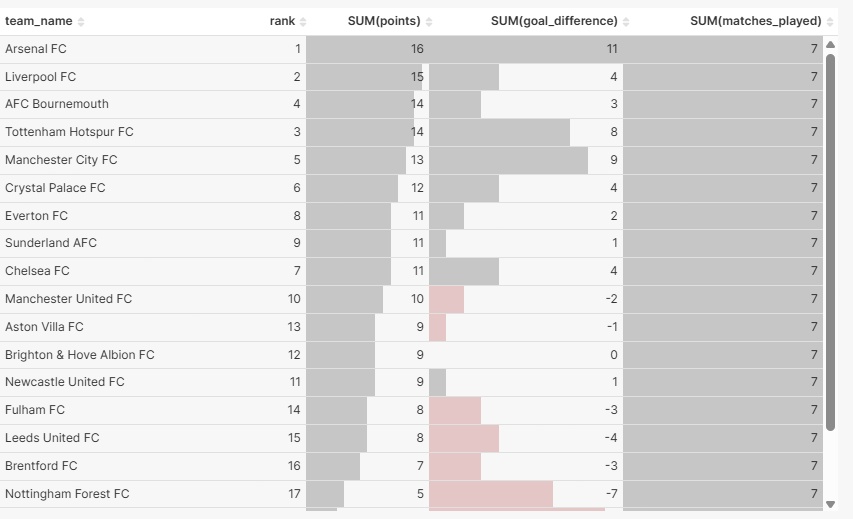 team_name rank SUM(points) SUM(goal_difference) SUM(matches_played)
Arsenal FC 1 16 11 7
Liverpool FC 2 15 4 7
AFC Bournemouth 4 14 3 7
Tottenham Hotspur FC 3 14 8 7
Manchester City FC 5 13 9 7
Crystal Palace FC 6 12 4 7
Everton FC 8 11 2 7
Sunderland AFC 9 11 1 7
Chelsea FC 7 11 4 7
Manchester United FC 10 10 -2 7
Aston Villa FC 13 9 -1 7
Brighton & Hove Albion FC 12 9 0 7
Newcastle United FC 11 9 1 7
Fulham FC 14 8 -3 7
Leeds United FC 15 8 -4 7
Brentford FC 16 7 -3 7
Nottingham Forest FC 17 5 -7 7